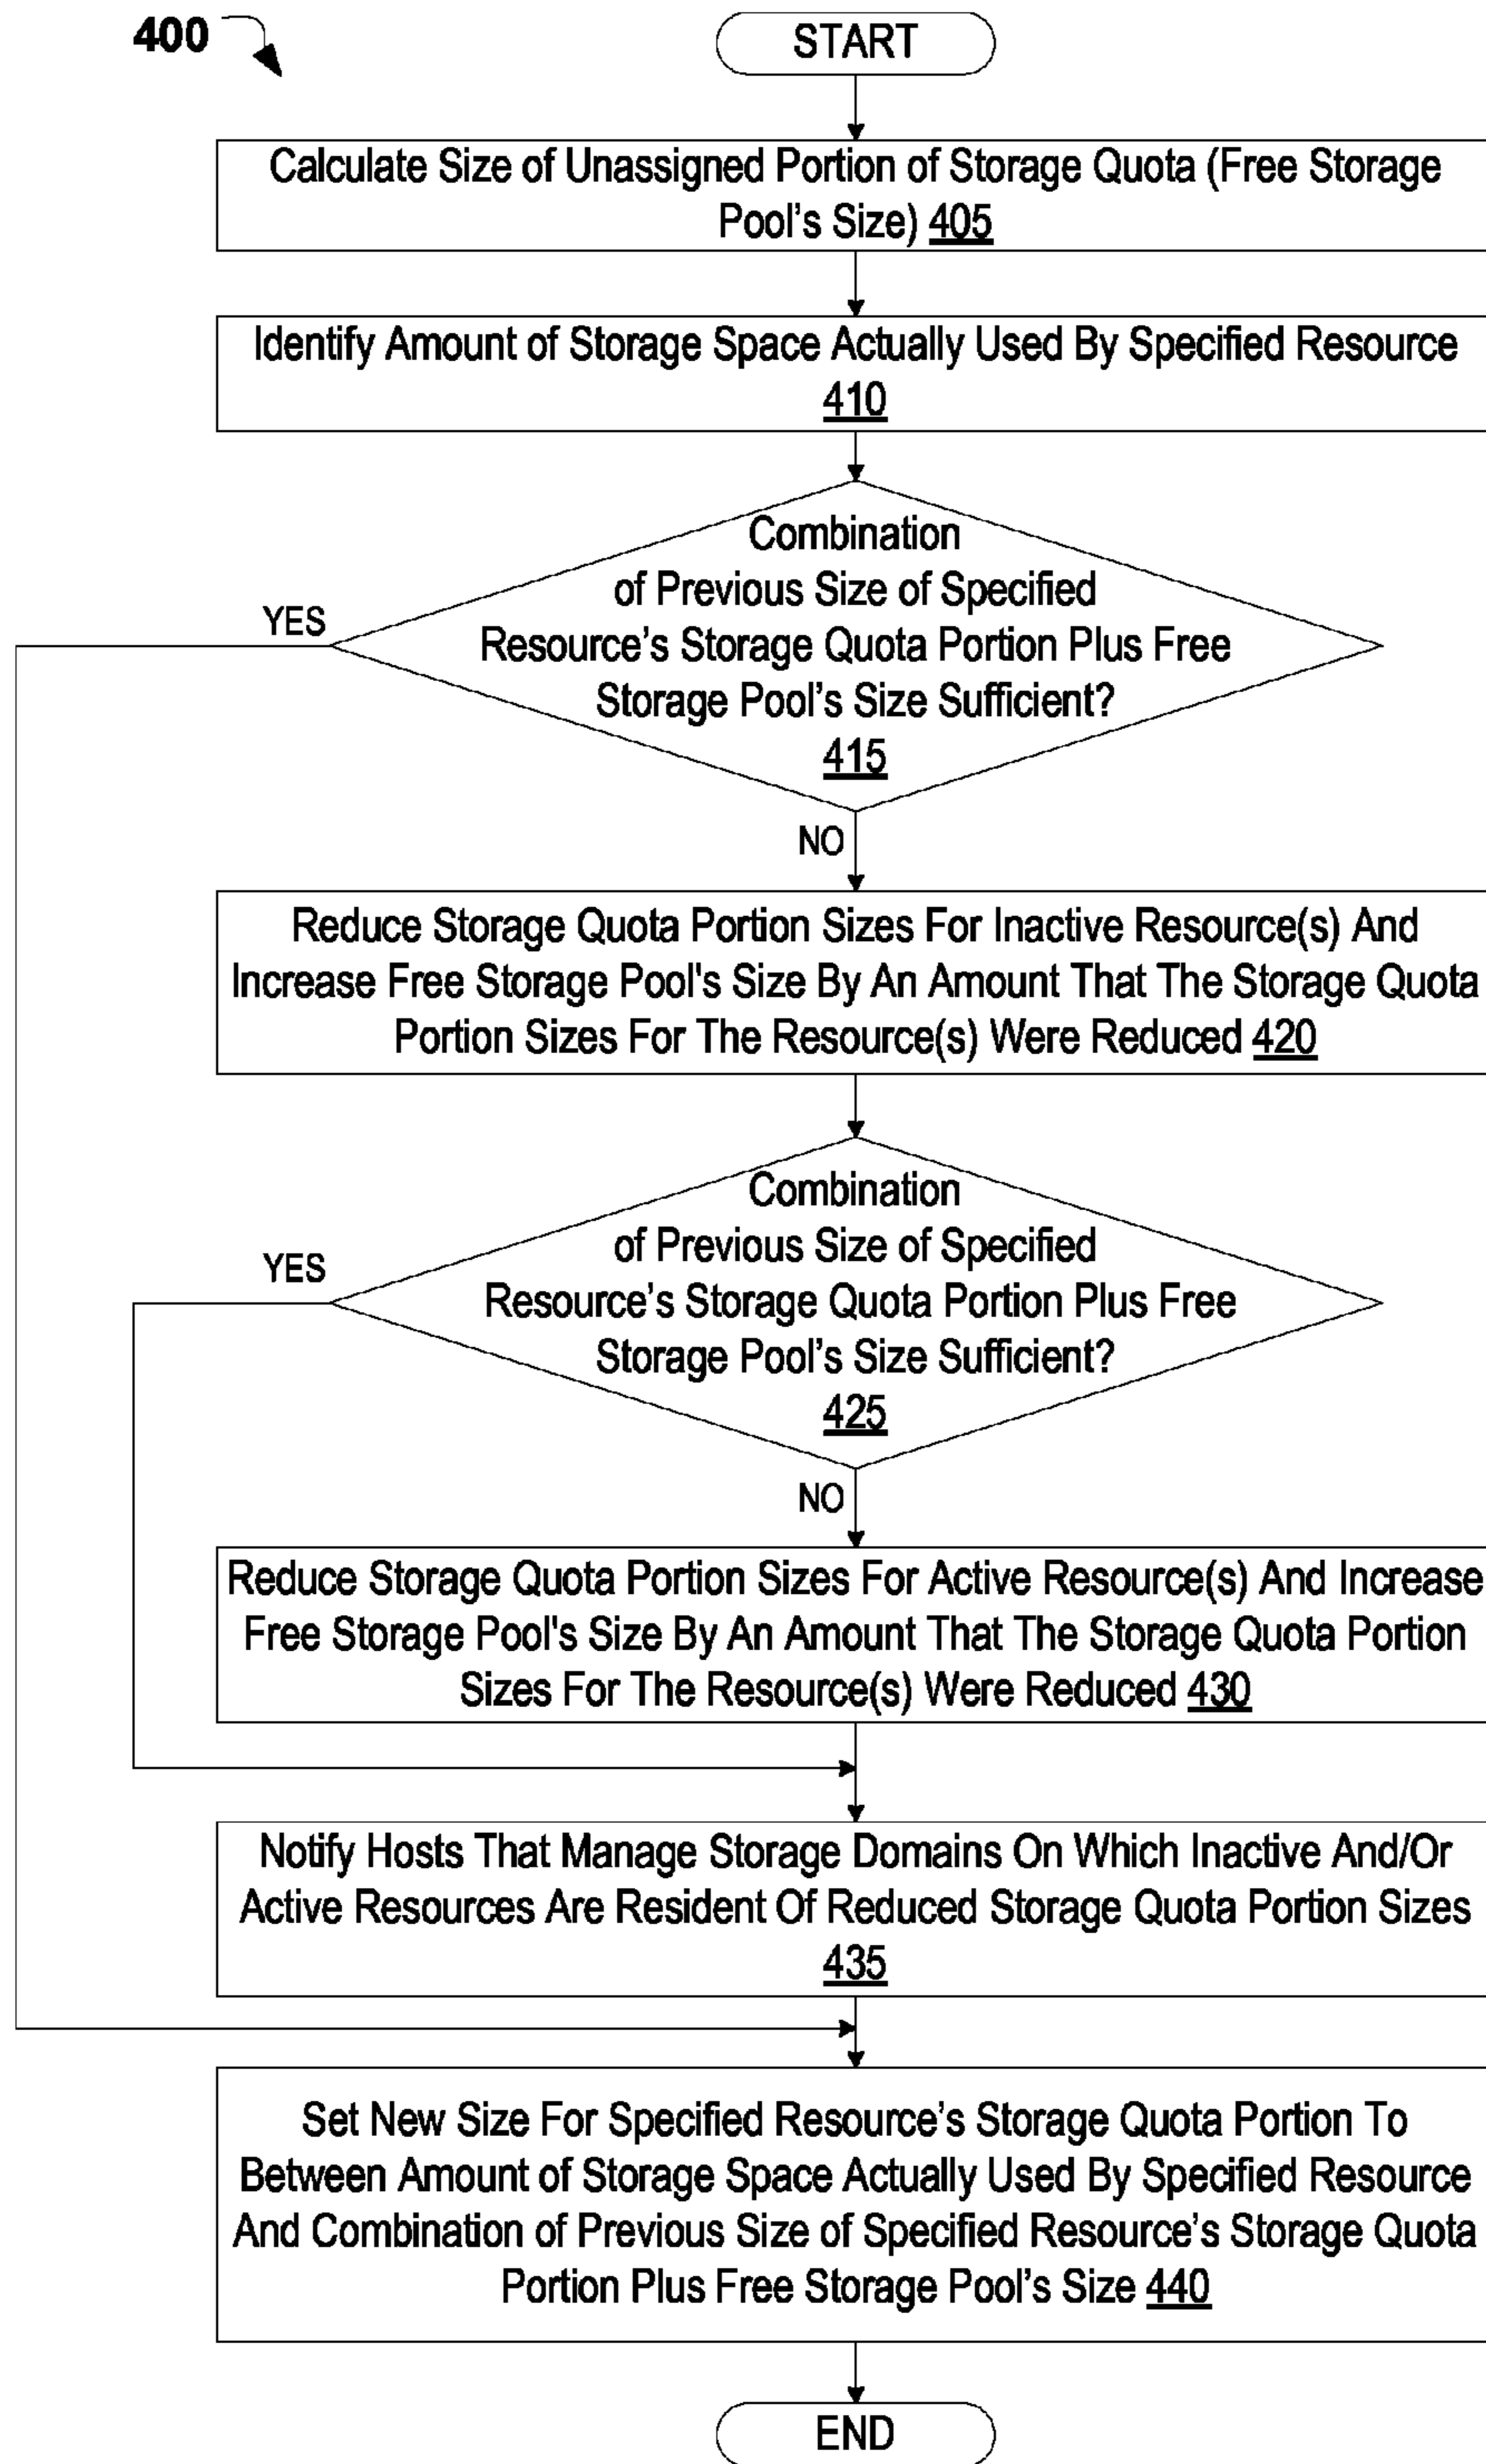 400
START
Calculate Size of Unassigned Portion of Storage Quota (Free Storage
Pool's Size) 405
Identify Amount of Storage Space Actually Used By Specified Resource
410
Combination
of Previous Size of Specified
Resource's Storage Quota Portion Plus Free
Storage Pool's Size Sufficient?
415
YES
NO
Reduce Storage Quota Portion Sizes For Inactive Resource(s) And
Increase Free Storage Pool's Size By An Amount That The Storage Quota
Portion Sizes For The Resource(s) Were Reduced 420
Combination
of Previous Size of Specified
Resource's Storage Quota Portion Plus Free
Storage Pool's Size Sufficient?
425
YES
NO
Reduce Storage Quota Portion Sizes For Active Resource(s) And Increase
Free Storage Pool's Size By An Amount That The Storage Quota Portion
Sizes For The Resource(s) Were Reduced 430
Notify Hosts That Manage Storage Domains On Which Inactive And/Or
Active Resources Are Resident Of Reduced Storage Quota Portion Sizes
435
Set New Size For Specified Resource's Storage Quota Portion To
Between Amount of Storage Space Actually Used By Specified Resource
And Combination of Previous Size of Specified Resource's Storage Quota
Portion Plus Free Storage Pool's Size 440
END